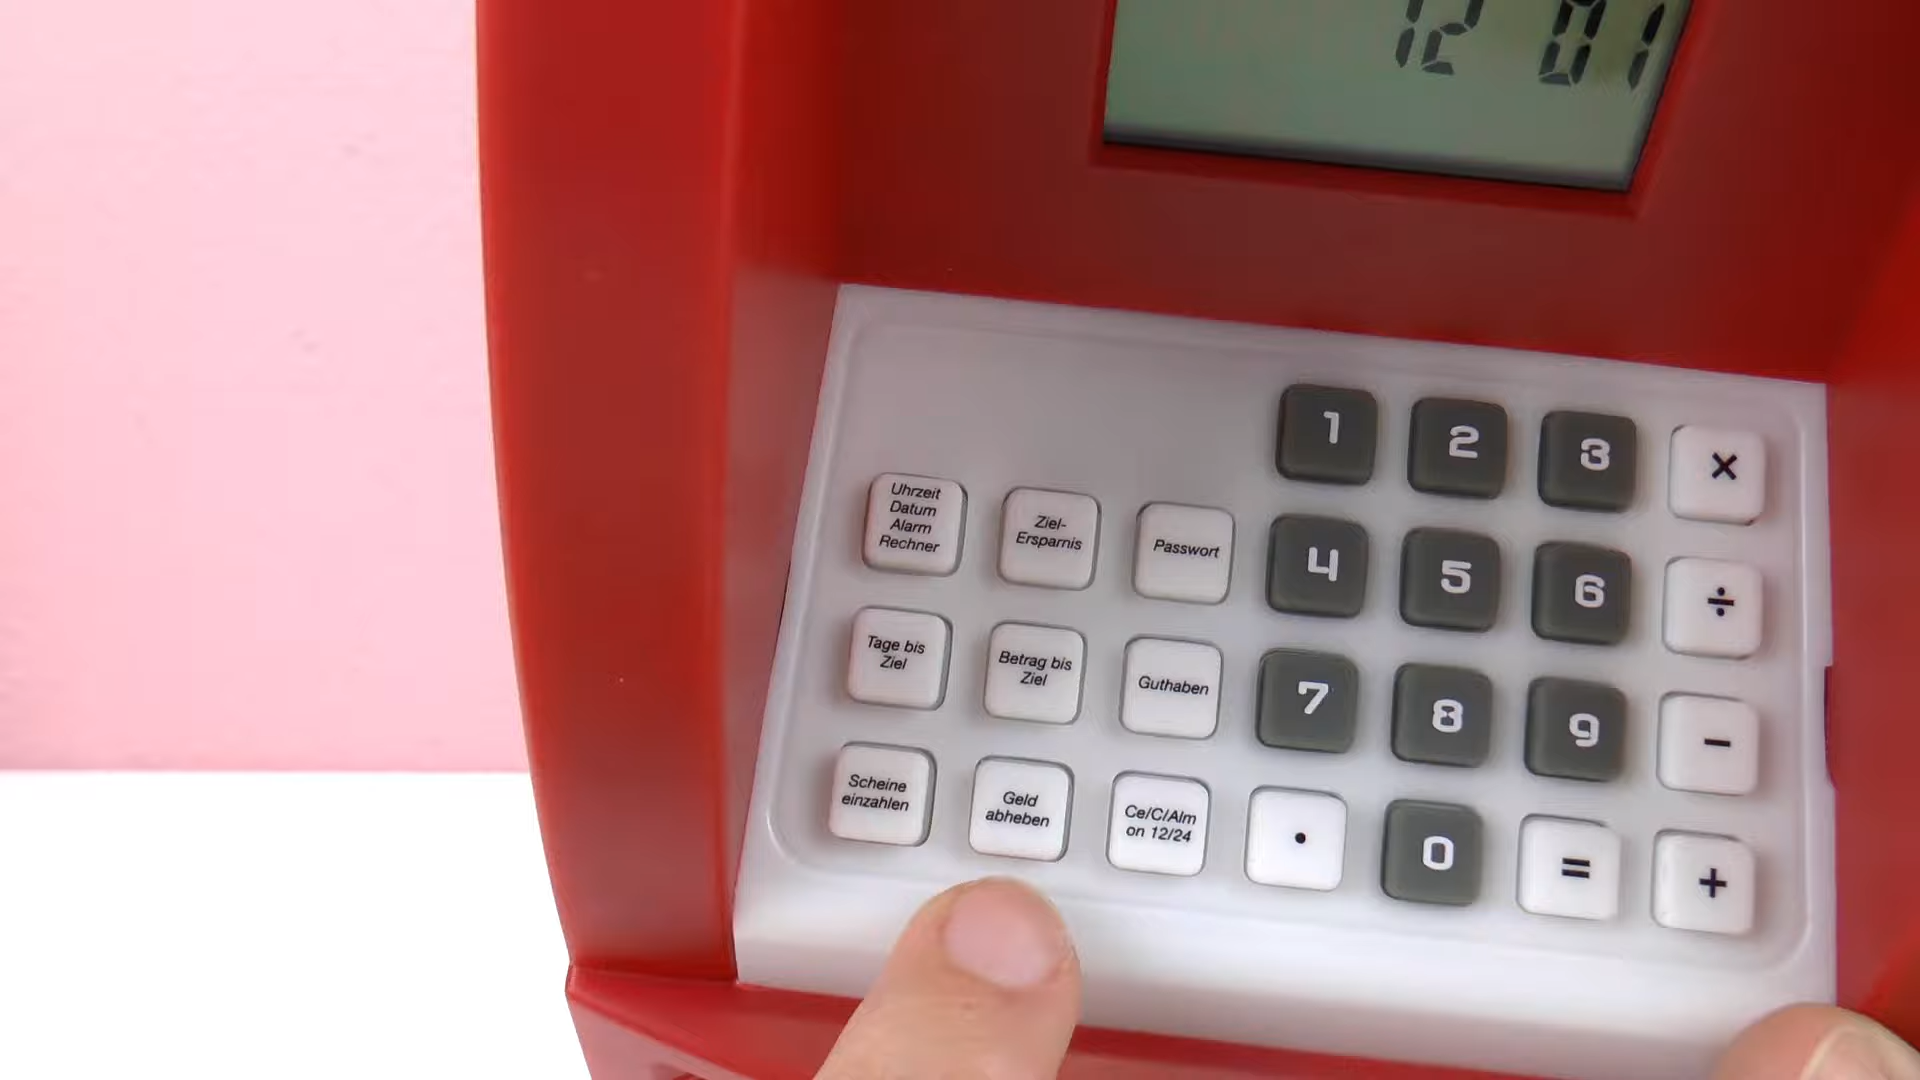 12 01
1 2 3 ×
Uhrzeit
Datum
Alarm
Rechner
Ziel-
Ersparnis
Passwort
4 5 6 ÷
Tage bis
Ziel
Betrag bis
Ziel
Guthaben
7 8 9 -
Scheine
einzahlen
Geld
abheben
Ce/C/Alm
on 12/24
. 0 = +